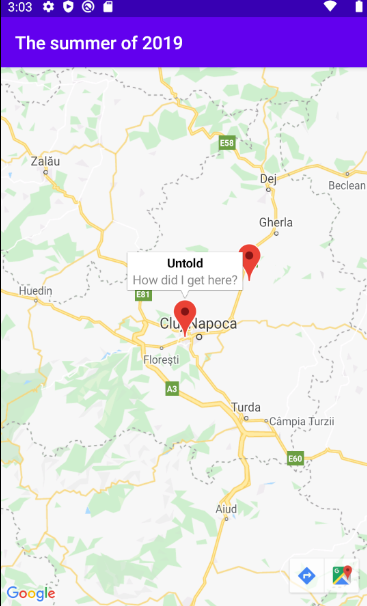 3:03
The summer of 2019
E58
Zalău
Dej
Beclean
Gherla
Untold
How did I get here?
Huedin
E81
Cluj-Napoca
Florești
A3
Turda
Câmpia Turzii
E60
Aiud
Google